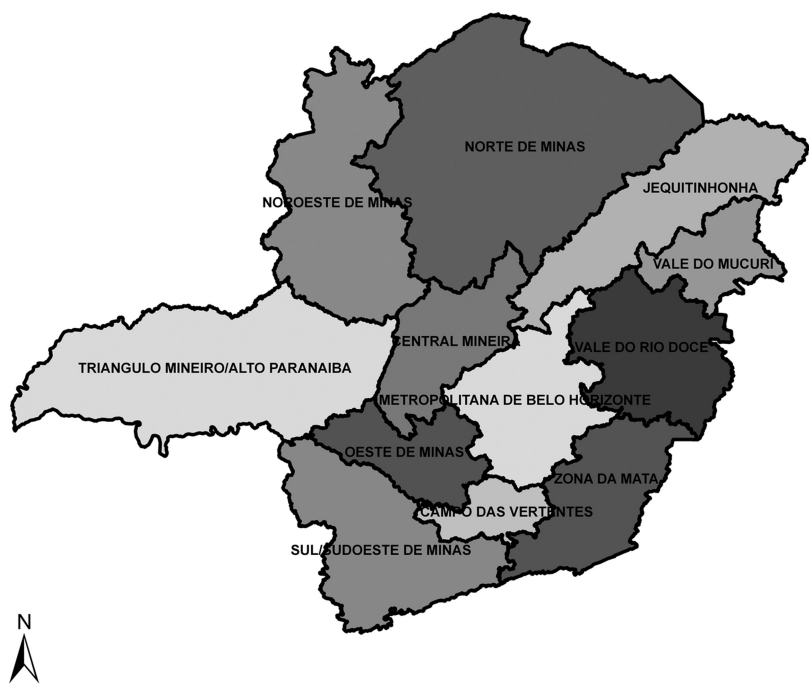 NORTE DE MINAS
JEQUITINHONHA
NOROESTE DE MINAS
VALE DO MUCURI
CENTRAL MINEIRA
VALE DO RIO DOCE
TRIANGULO MINEIRO/ALTO PARANAIBA
METROPOLITANA DE BELO HORIZONTE
OESTE DE MINAS
ZONA DA MATA
CAMPO DAS VERTENTES
SUL/SUDOESTE DE MINAS
N